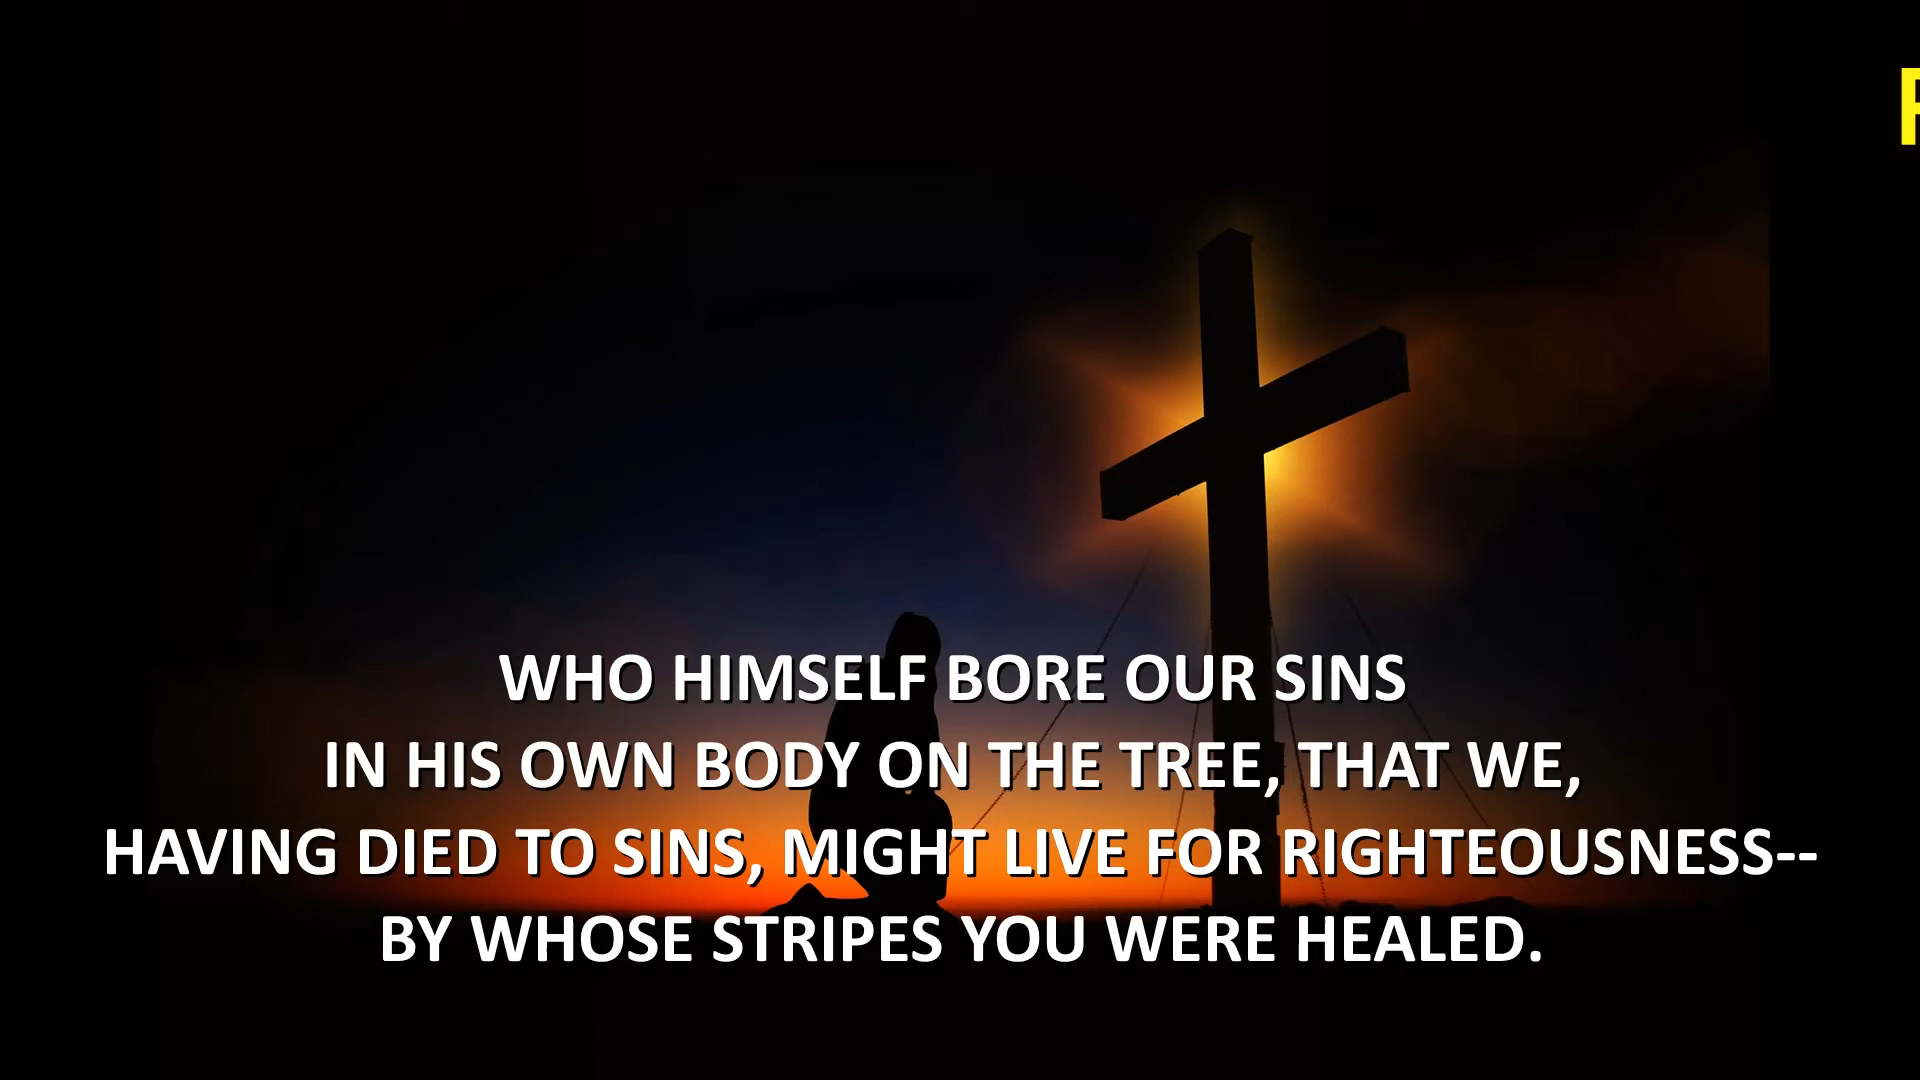 WHO HIMSELF BORE OUR SINS
IN HIS OWN BODY ON THE TREE, THAT WE,
HAVING DIED TO SINS, MIGHT LIVE FOR RIGHTEOUSNESS--
BY WHOSE STRIPES YOU WERE HEALED.